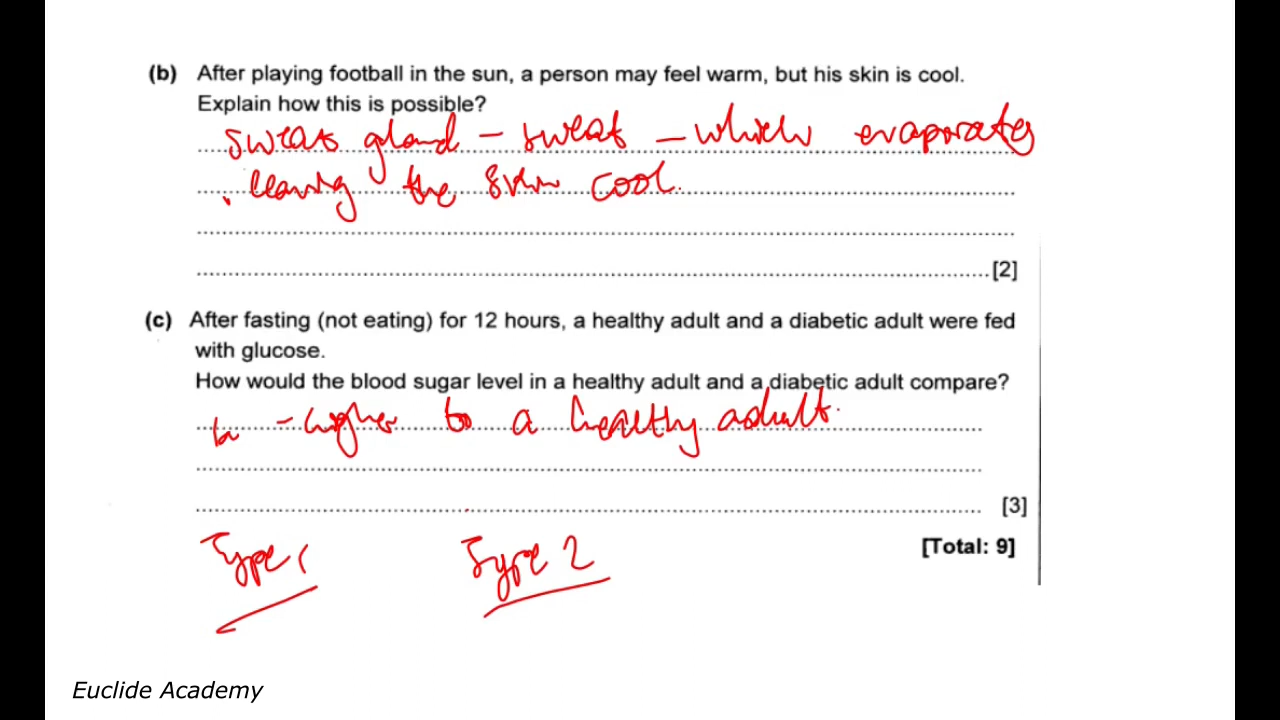 (b) After playing football in the sun, a person may feel warm, but his skin is cool.
Explain how this is possible?
sweats gland - sweat - which evaporates
leaving the skin cool.
[2]
(c) After fasting (not eating) for 12 hours, a healthy adult and a diabetic adult were fed
with glucose.
How would the blood sugar level in a healthy adult and a diabetic adult compare?
- higher to a healthy adult.
[3]
[Total: 9]
Type 1 Type 2
Euclide Academy